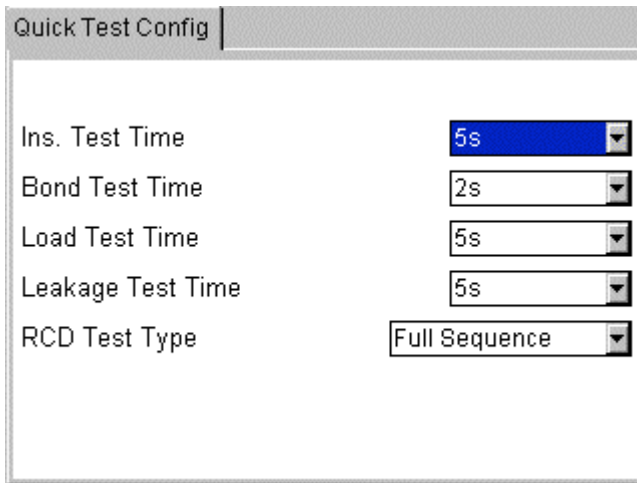 Quick Test Config
Ins. Test Time 5s
Bond Test Time 2s
Load Test Time 5s
Leakage Test Time 5s
RCD Test Type Full Sequence